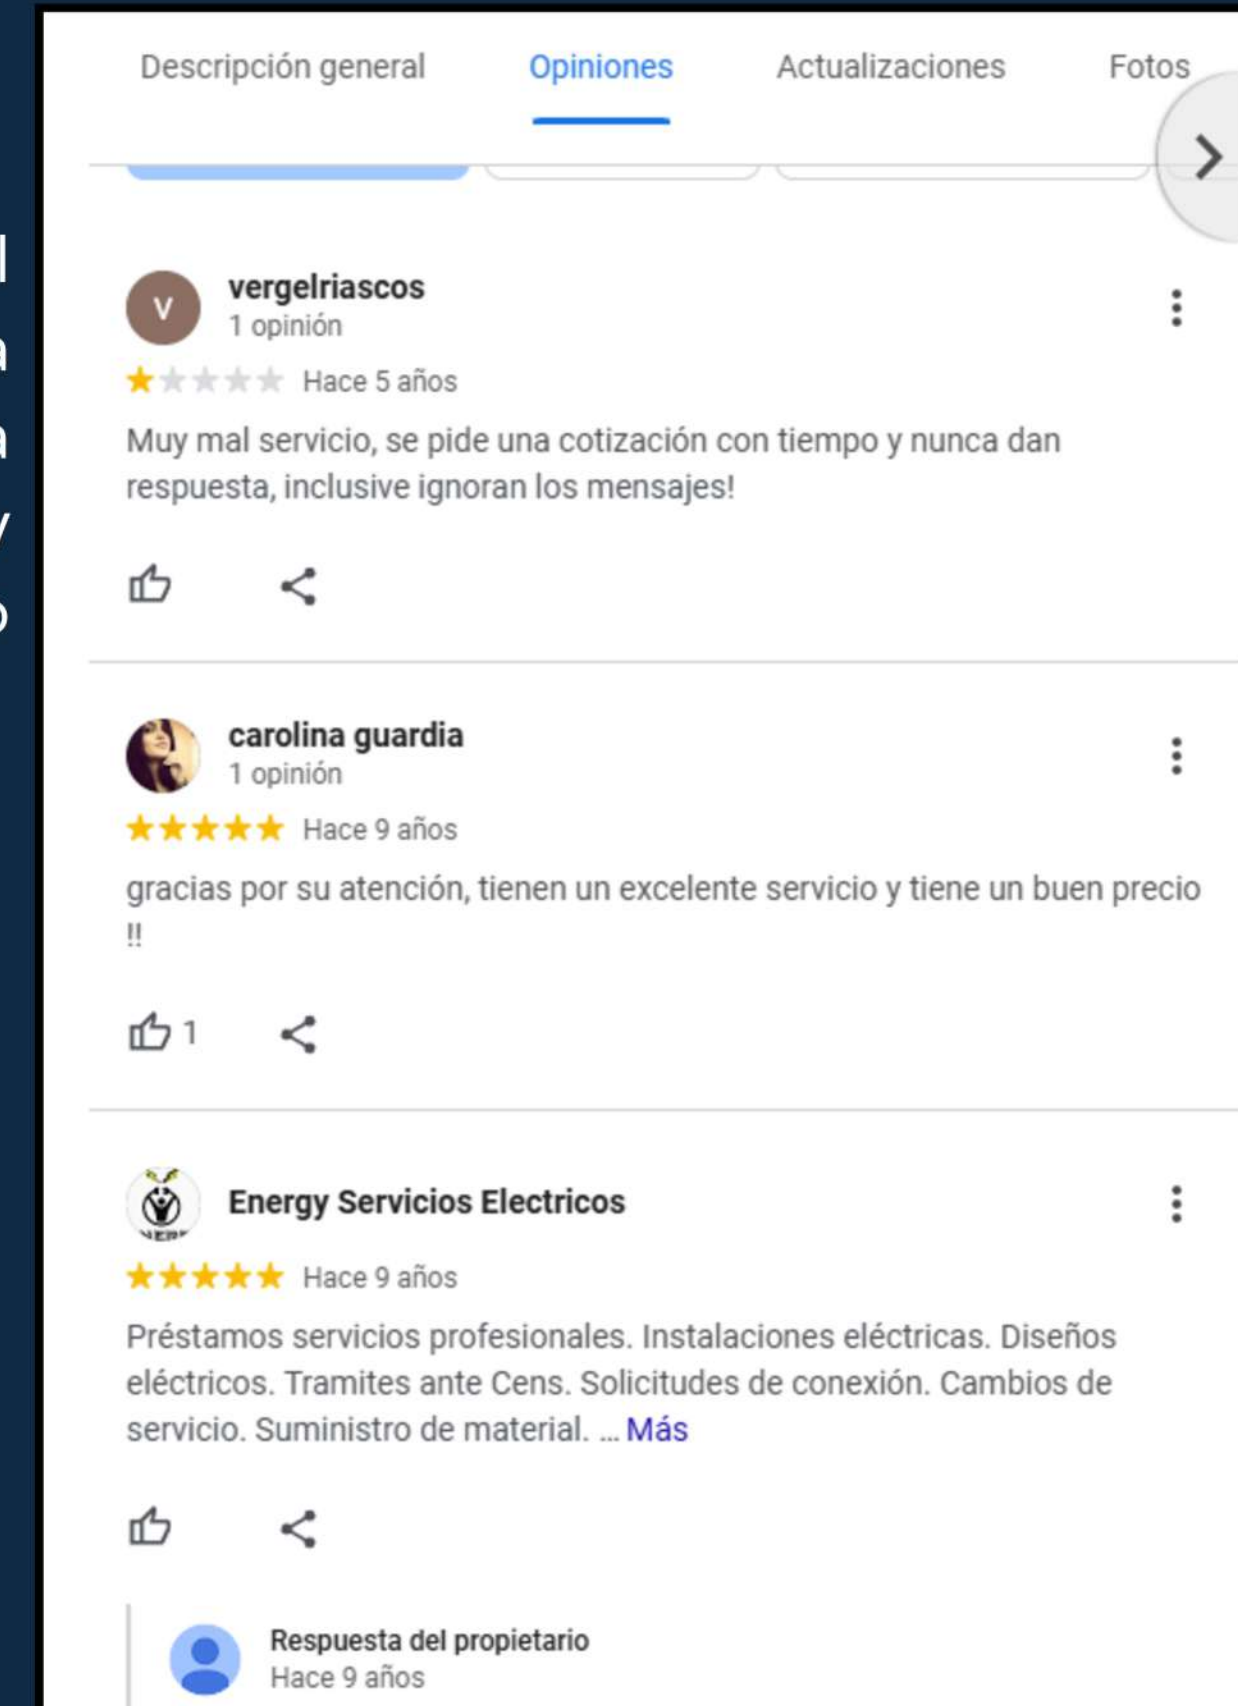 Descripción general
Opiniones
Actualizaciones
Fotos
l
a
a
y
o
V
vergelriascos
1 opinión
Hace 5 años
Muy mal servicio, se pide una cotización con tiempo y nunca dan
respuesta, inclusive ignoran los mensajes!
carolina guardia
1 opinión
Hace 9 años
gracias por su atención, tienen un excelente servicio y tiene un buen precio
!!
1
Energy Servicios Electricos
Hace 9 años
Préstamos servicios profesionales. Instalaciones eléctricas. Diseños
eléctricos. Tramites ante Cens. Solicitudes de conexión. Cambios de
servicio. Suministro de material. ... Más
Respuesta del propietario
Hace 9 años